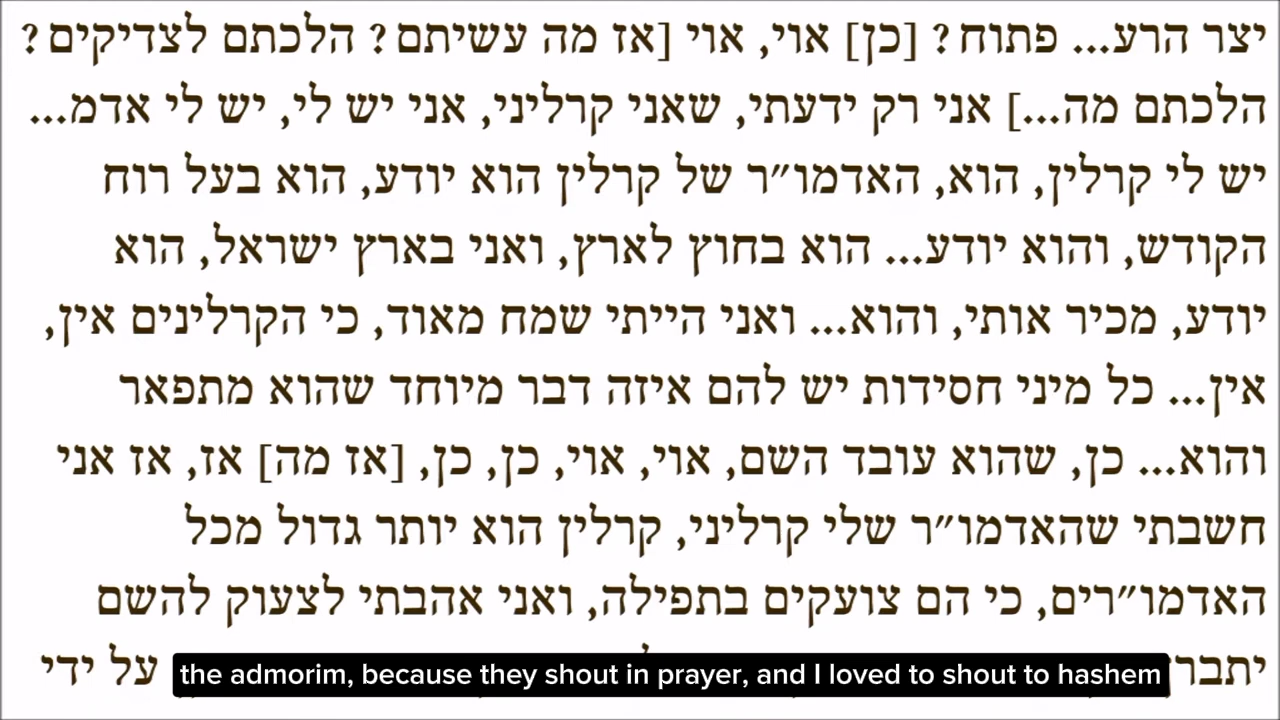 יצר הרע... פתוח? [כן] אוי, אוי [אז מה עשיתם? הלכתם לצדיקים?
הלכתם מה...] אני רק ידעתי, שאני קרליני, אני יש לי, יש לי אדמ...
יש לי קרלין, הוא, האדמו״ר של קרלין הוא יודע, הוא בעל רוח
הקודש, והוא יודע... הוא בחוץ לארץ, ואני בארץ ישראל, הוא
יודע, מכיר אותי, והוא... ואני הייתי שמח מאוד, כי הקרלינים אין,
אין... כל מיני חסידות יש להם איזה דבר מיוחד שהוא מתפאר
והוא... כן, שהוא עובד השם, אוי, אוי, כן, כן, [אז מה] אז, אז אני
חשבתי שהאדמו״ר שלי קרליני, קרלין הוא יותר גדול מכל
האדמו״רים, כי הם צועקים בתפילה, ואני אהבתי לצעוק להשם
על ידי
the admorim, because they shout in prayer, and I loved to shout to hashem